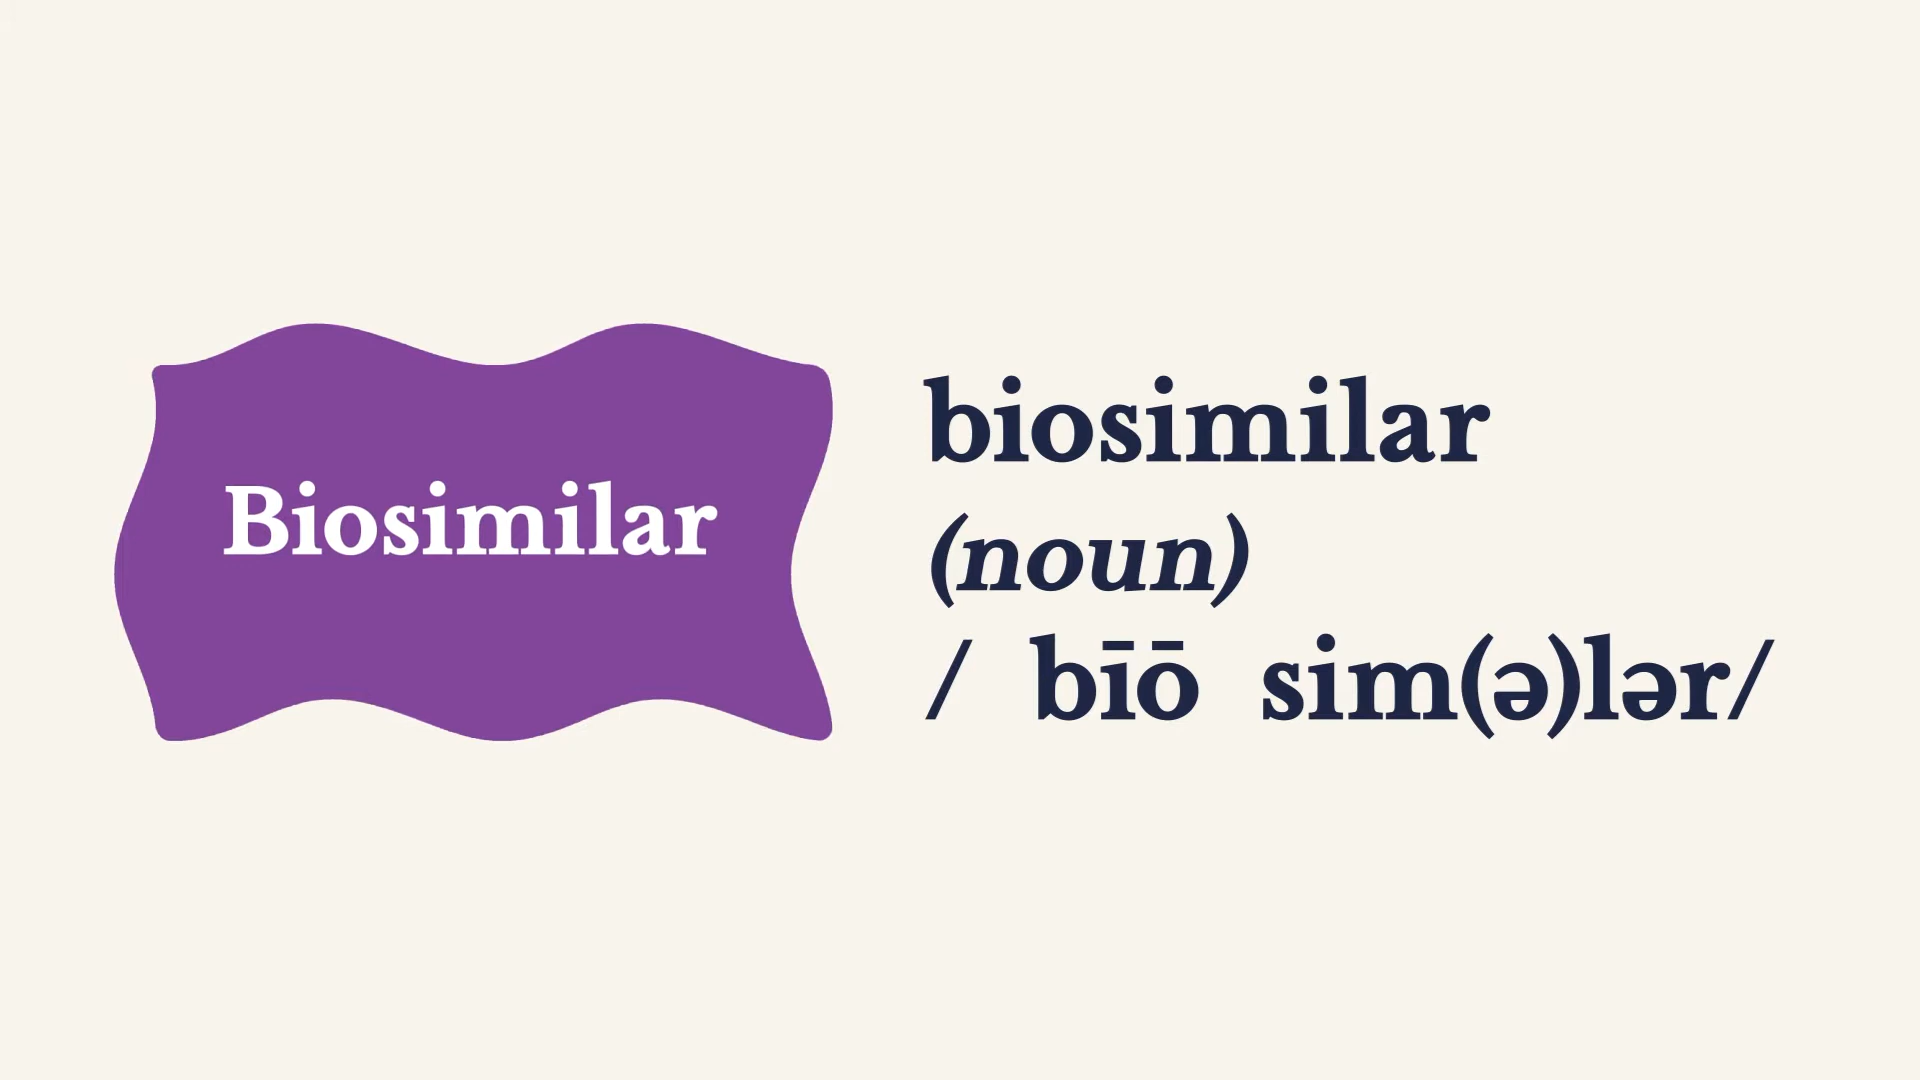 Biosimilar
biosimilar
(noun)
/ bīō sim(ə)lər/